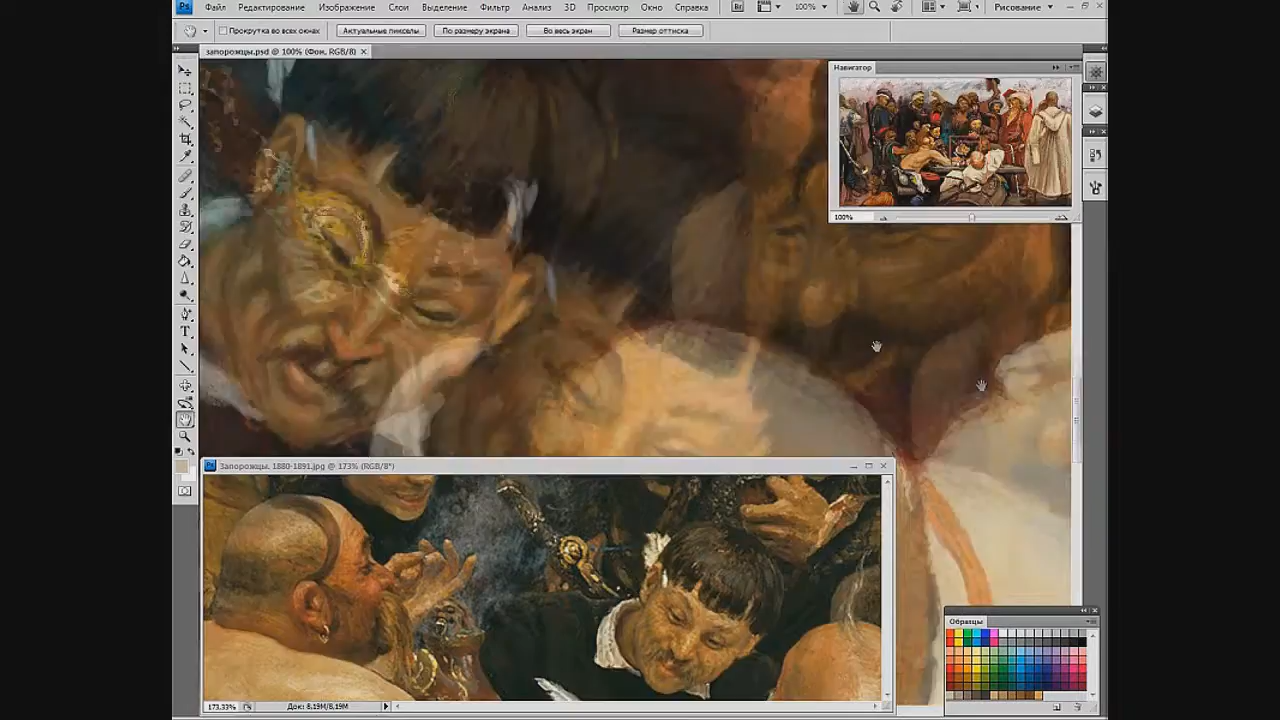 Ps Файл Редактирование Изображение Слои Выделение Фильтр Анализ 3D Просмотр Окно Справка Br 100% Рисование
Прокрутка во всех окнах Актуальные пикселы По размеру экрана Во весь экран Размер оттиска
запорожцы.psd @ 100% (Фон, RGB/8)
Навигатор
100%
Запорожцы. 1880-1891.jpg @ 173% (RGB/8*)
Образцы
173,33% Док: 8,19M/8,19M